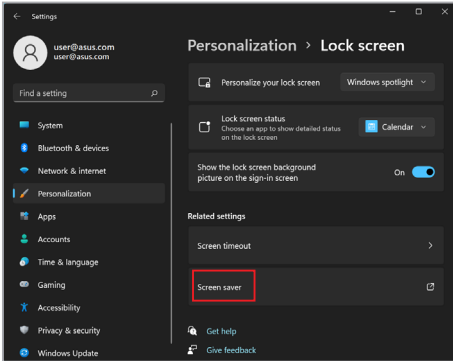 Settings
user@asus.com
user@asus.com
Find a setting
System
Bluetooth & devices
Network & internet
Personalization
Apps
Accounts
Time & language
Gaming
Accessibility
Privacy & security
Windows Update
Personalization > Lock screen
Personalize your lock screen
Windows spotlight
Lock screen status
Choose an app to show detailed status
on the lock screen
Calendar
Show the lock screen background
picture on the sign-in screen
On
Related settings
Screen timeout
Screen saver
Get help
Give feedback